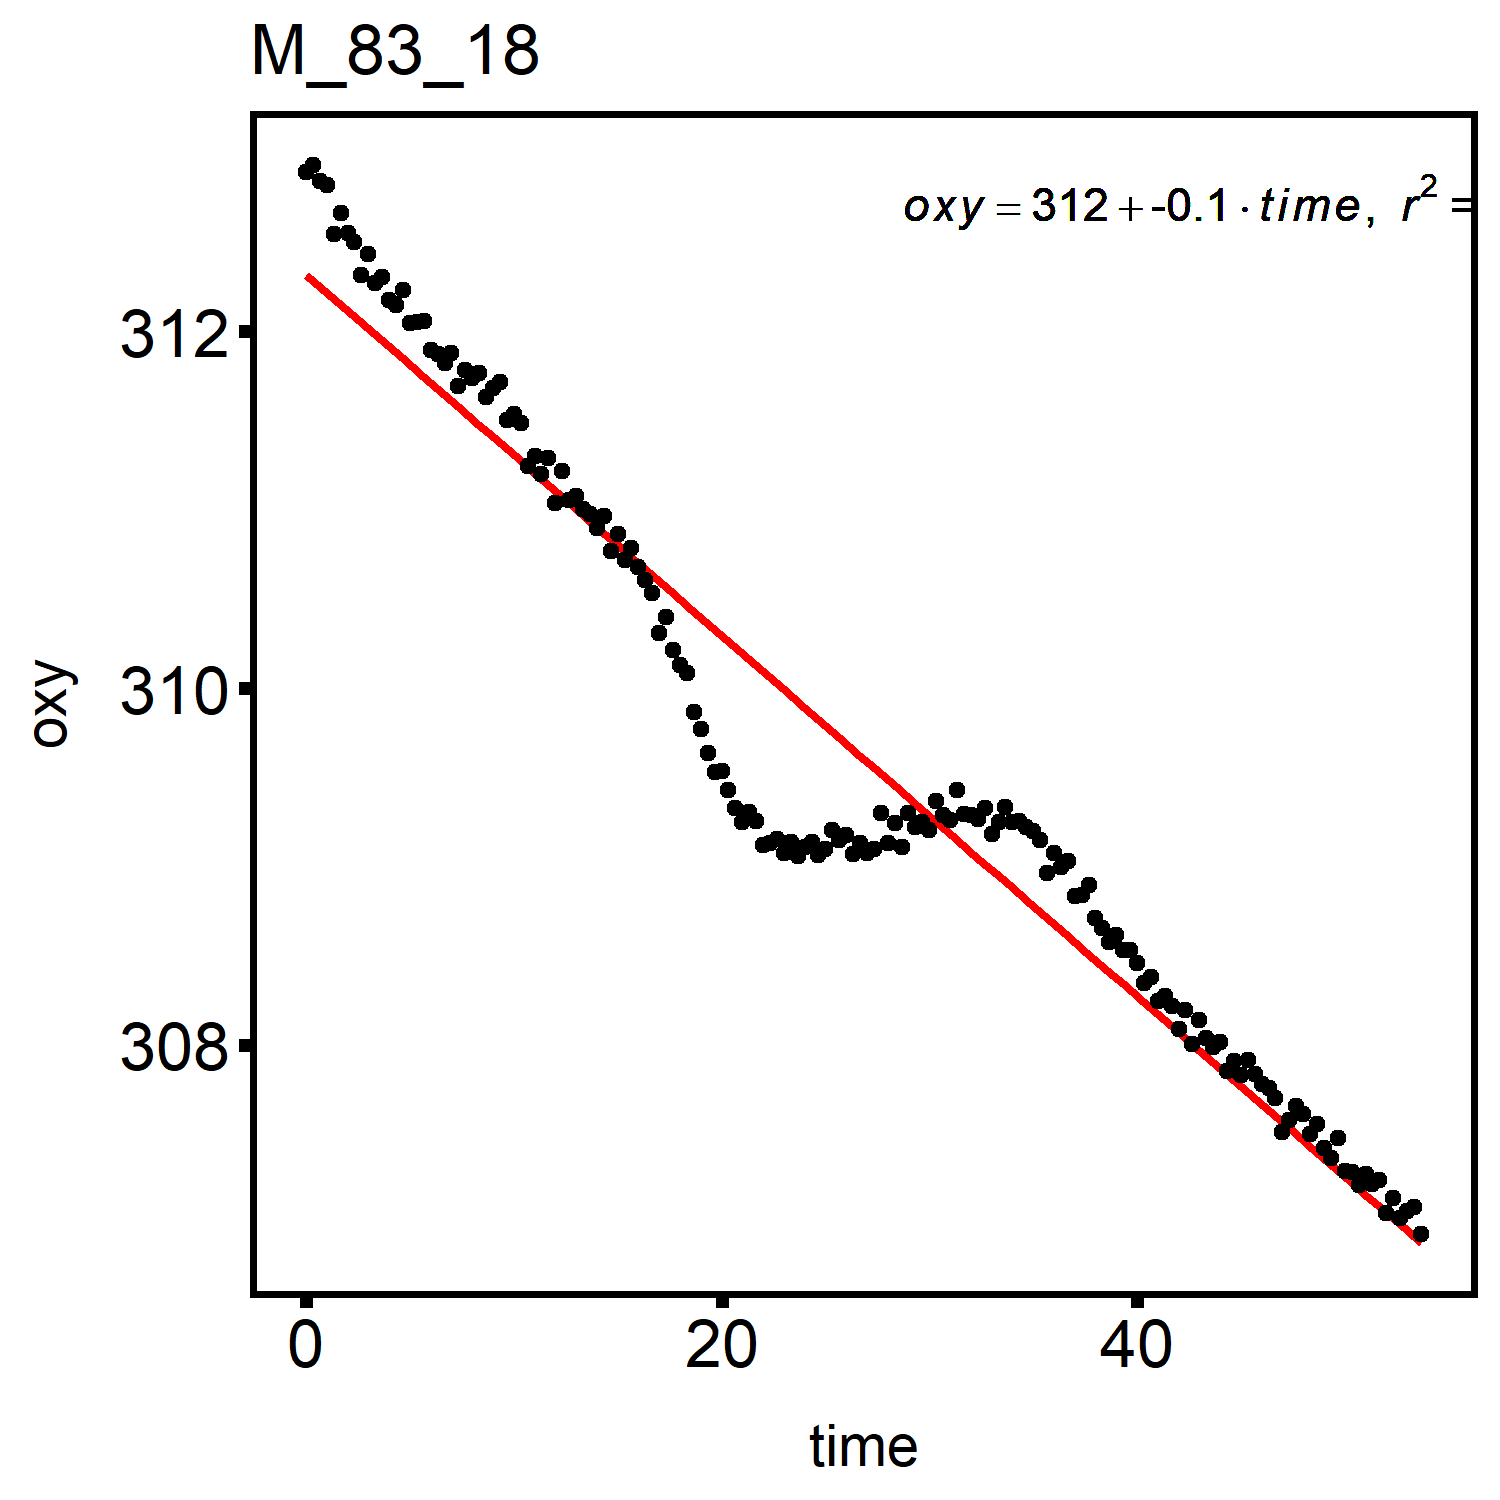 M_83_18
oxy = 312 + -0.1 · time, r² =
312
310
308
oxy
0 20 40
time